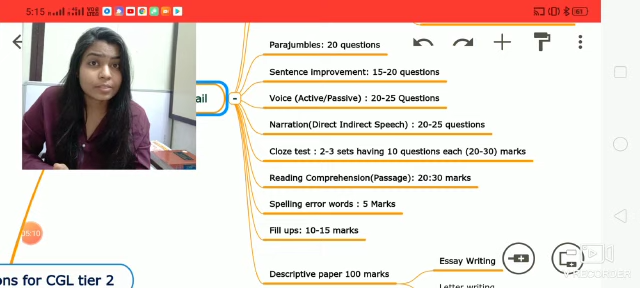 5:15
Parajumbles: 20 questions
Sentence Improvement: 15-20 questions
ail
Voice (Active/Passive) : 20-25 Questions
Narration(Direct Indirect Speech) : 20-25 questions
Cloze test : 2-3 sets having 10 questions each (20-30) marks
Reading Comprehension(Passage): 20:30 marks
Spelling error words : 5 Marks
Fill ups: 10-15 marks
05:10
Essay Writing
Descriptive paper 100 marks
ons for CGL tier 2
Letter writing
RECORDER